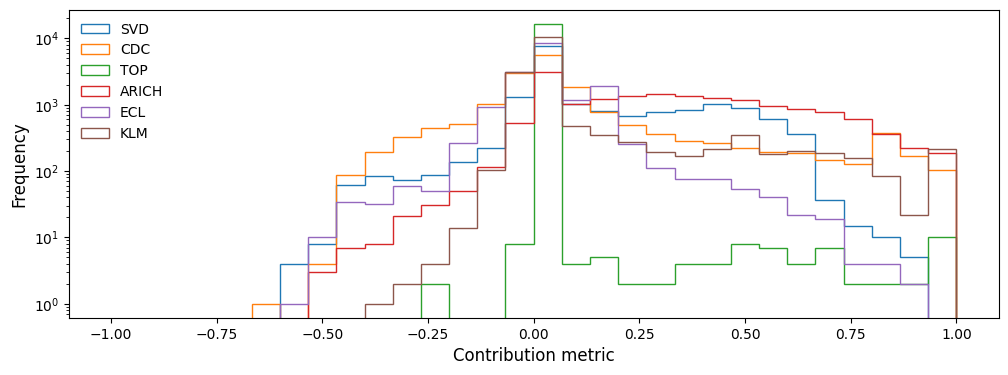 SVD
CDC
TOP
ARICH
ECL
KLM
Frequency
10⁴
10³
10²
10¹
10⁰
−1.00 −0.75 −0.50 −0.25 0.00 0.25 0.50 0.75 1.00
Contribution metric